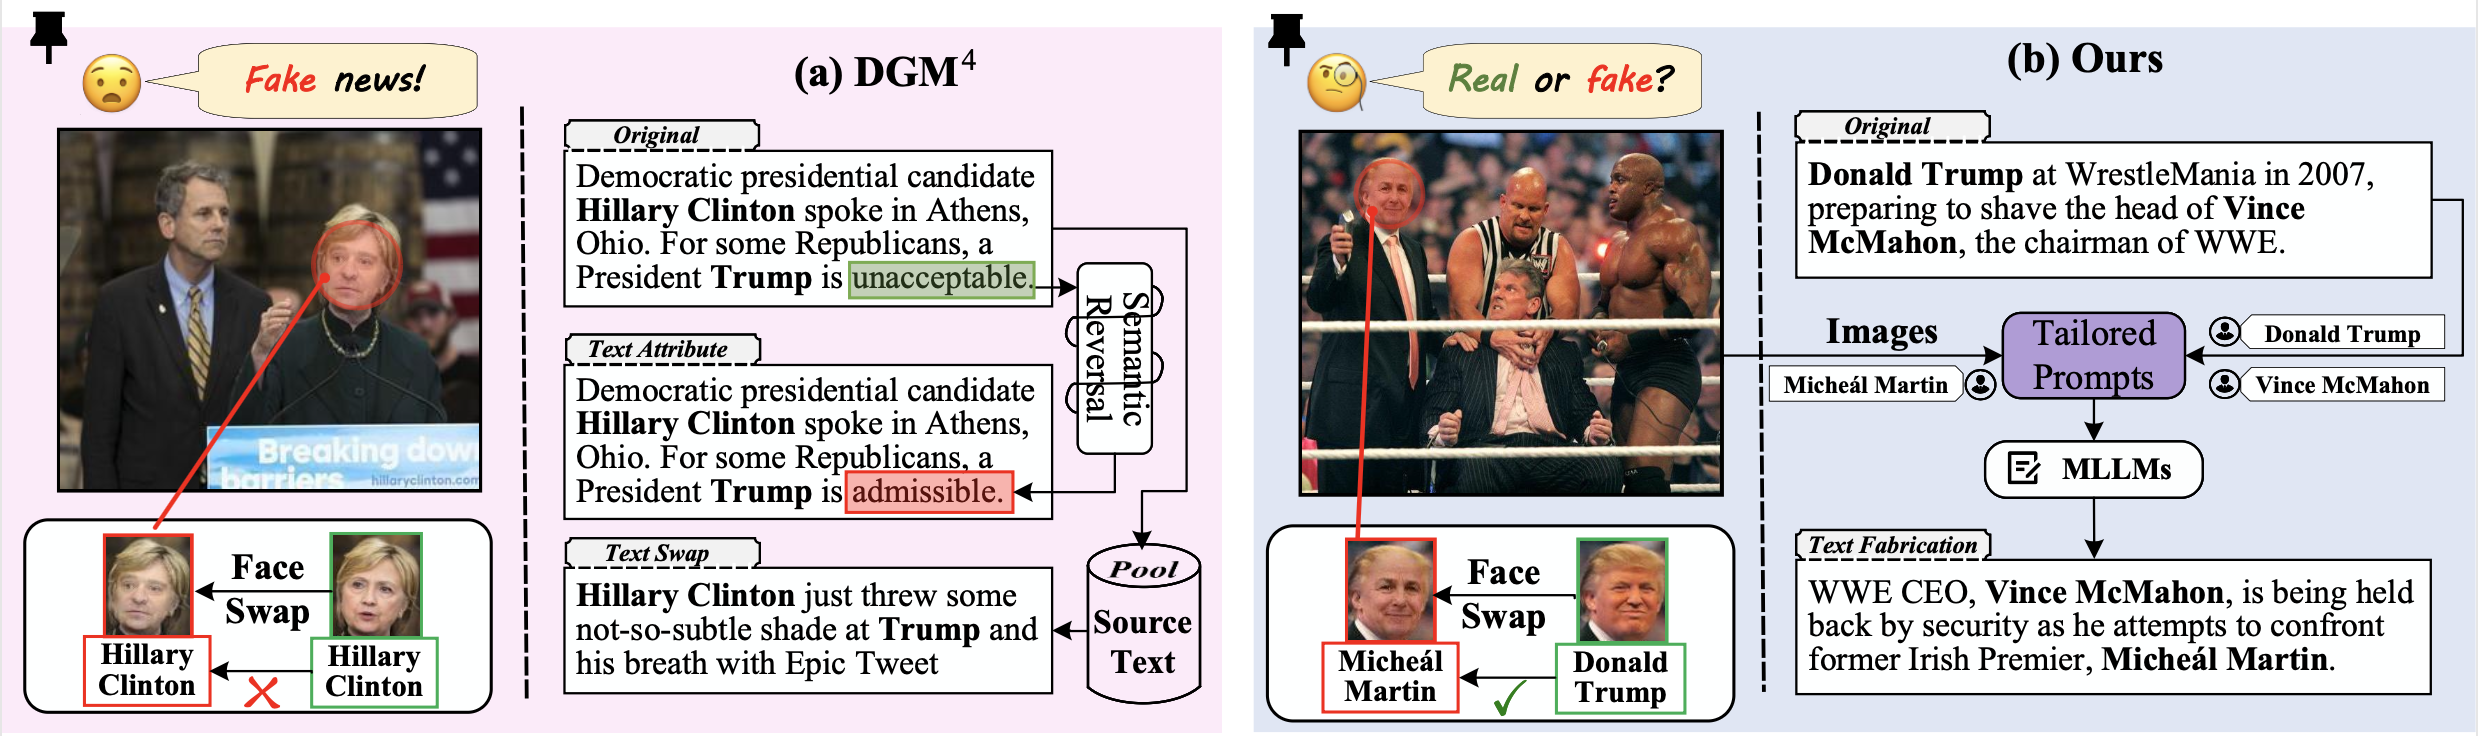 Fake news!
(a) DGM⁴
Breaking dow
barriers
hillaryclinton.com
Face
Swap
Hillary
Clinton
Hillary
Clinton
Original
Democratic presidential candidate
Hillary Clinton spoke in Athens,
Ohio. For some Republicans, a
President Trump is unacceptable.
Semantic
Reversal
Text Attribute
Democratic presidential candidate
Hillary Clinton spoke in Athens,
Ohio. For some Republicans, a
President Trump is admissible.
Text Swap
Hillary Clinton just threw some
not-so-subtle shade at Trump and
his breath with Epic Tweet
Pool
Source
Text
Real or fake?
(b) Ours
Face
Swap
Micheál
Martin
Donald
Trump
Original
Donald Trump at WrestleMania in 2007,
preparing to shave the head of Vince
McMahon, the chairman of WWE.
Images
Micheál Martin
Tailored
Prompts
Donald Trump
Vince McMahon
MLLMs
Text Fabrication
WWE CEO, Vince McMahon, is being held
back by security as he attempts to confront
former Irish Premier, Micheál Martin.